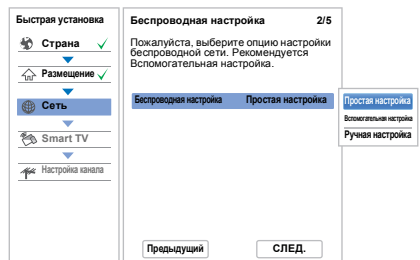 Быстрая установка
Страна
Размещение
Сеть
Smart TV
Настройка канала
Беспроводная настройка 2/5
Пожалуйста, выберите опцию настройки
беспроводной сети. Рекомендуется
Вспомогательная настройка.
Беспроводная настройка Простая настройка
Простая настройка
Вспомогательная настройка
Ручная настройка
Предыдущий СЛЕД.